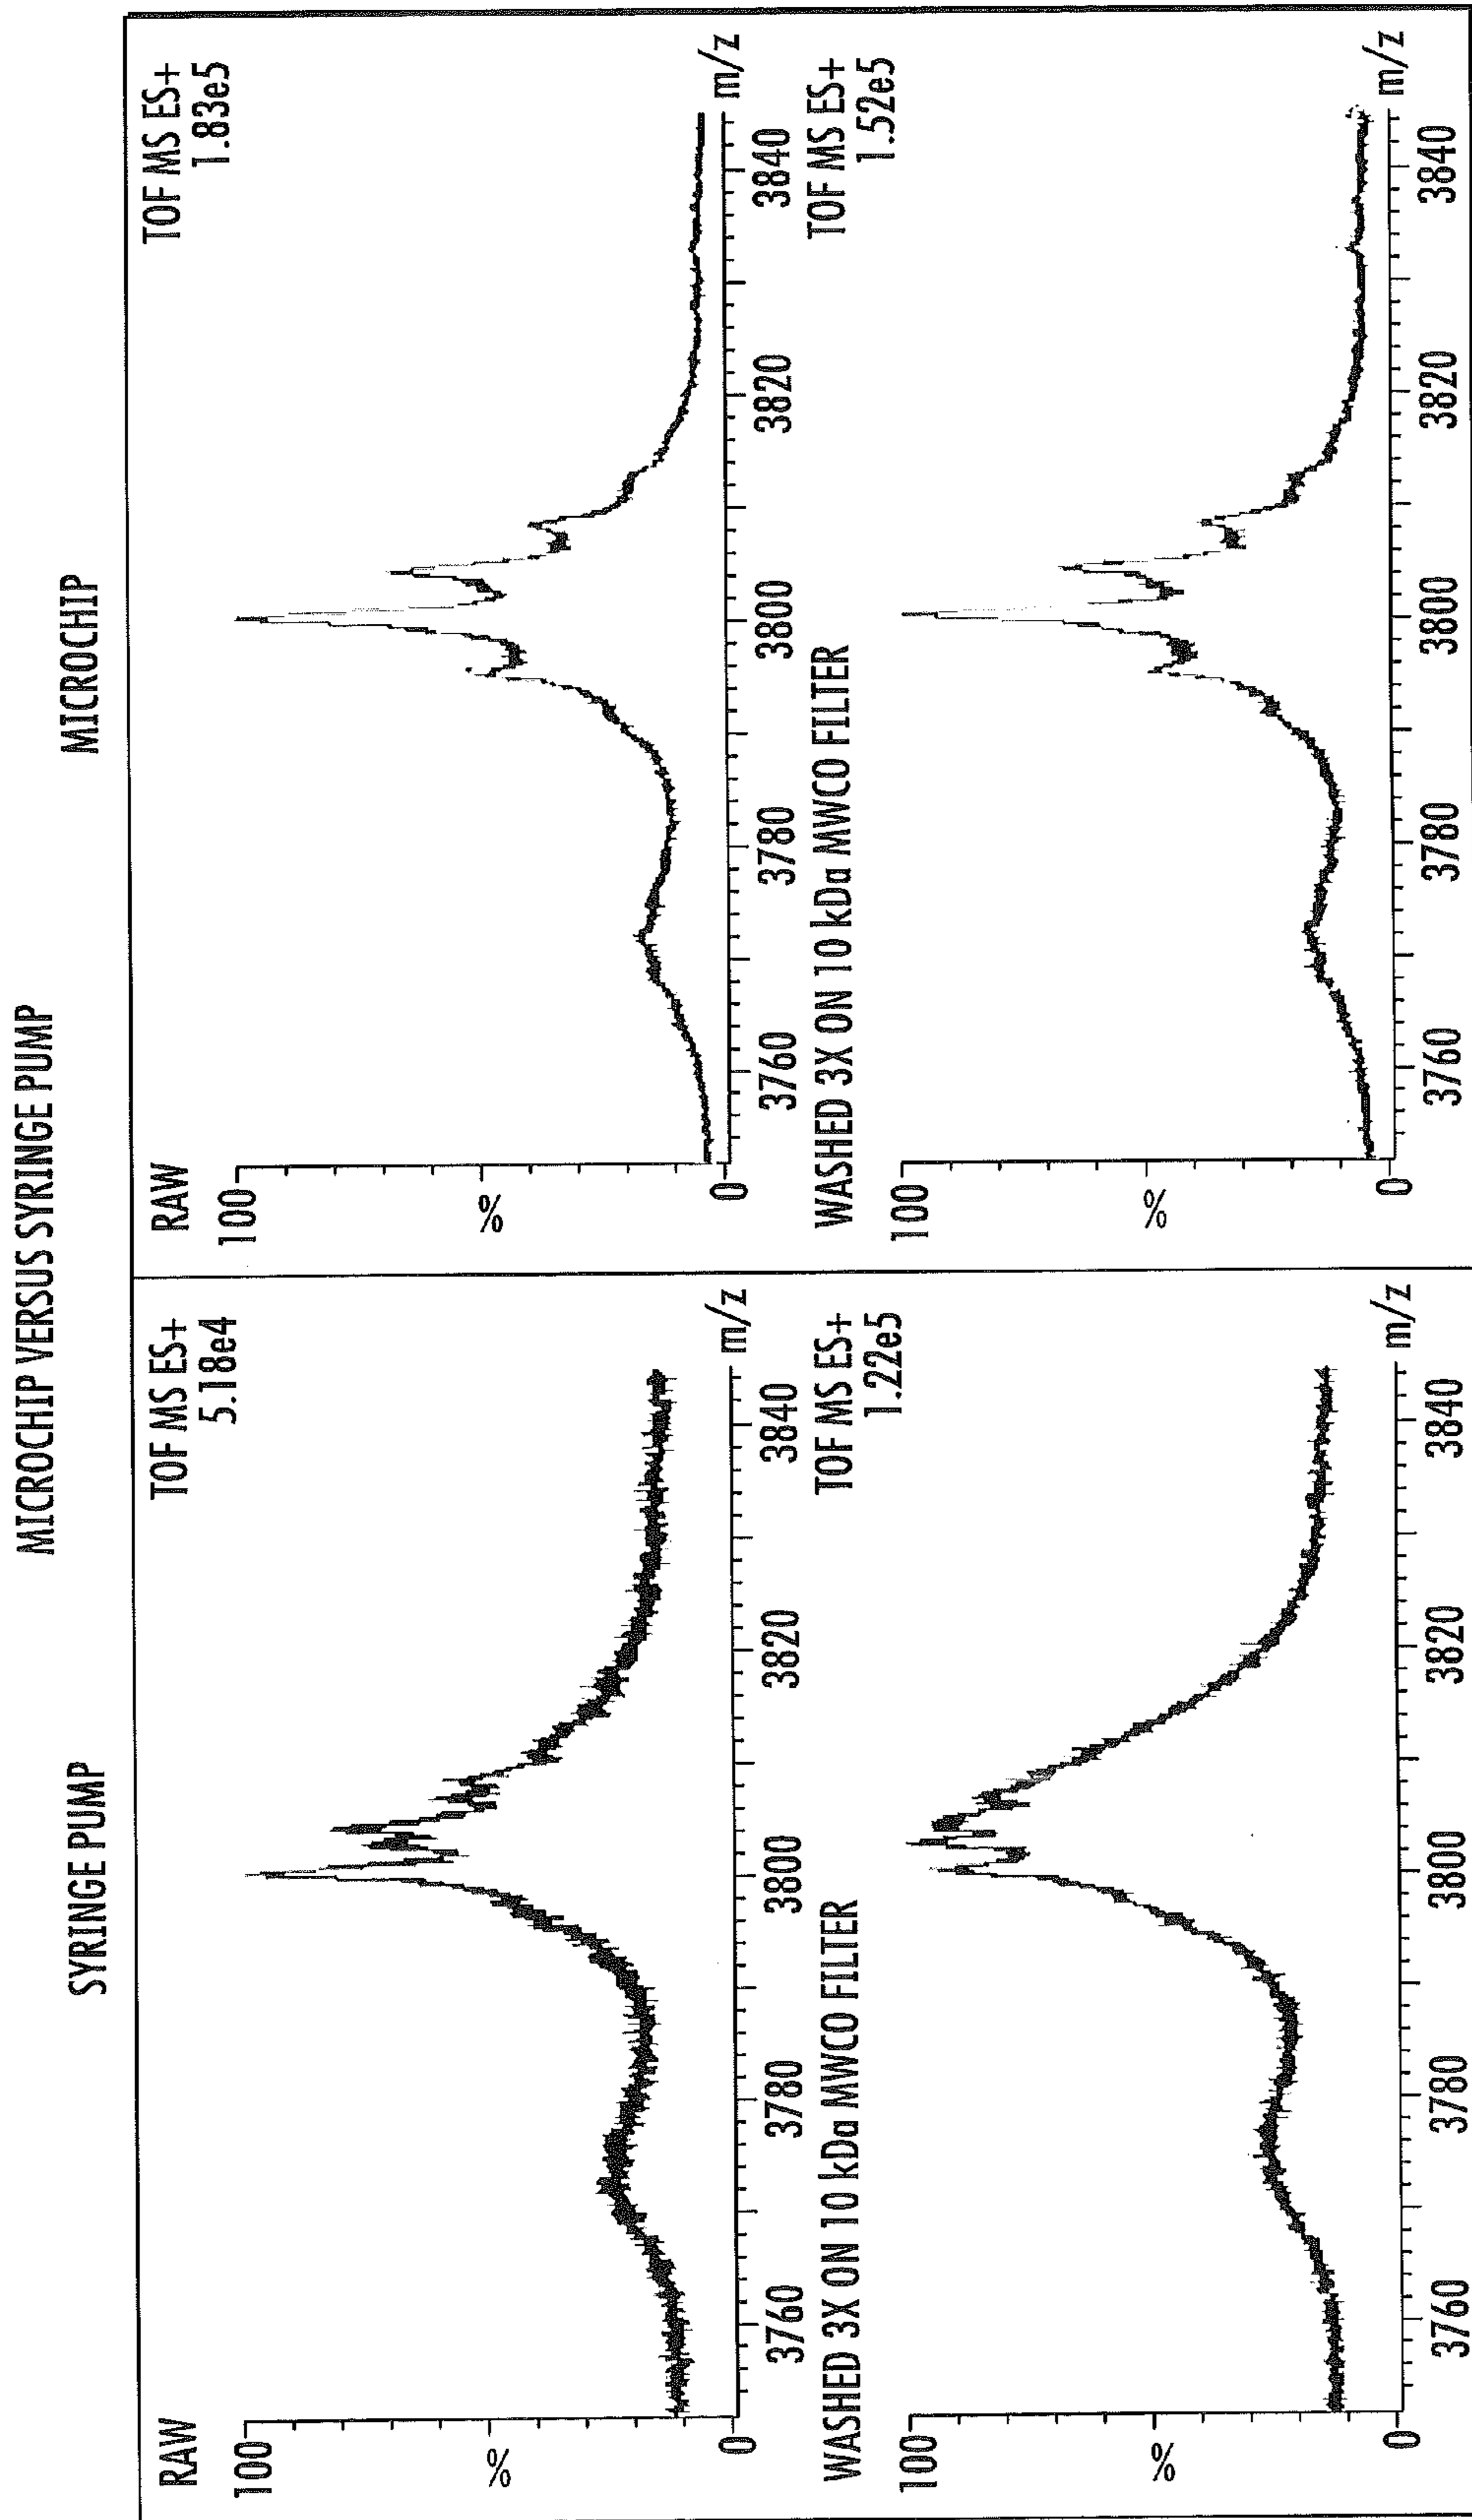 MICROCHIP VERSUS SYRINGE PUMP
SYRINGE PUMP
RAW
TOF MS ES+
5.18e4
100
%
0
3760
3780
3800
3820
3840
m/z
WASHED 3X ON 10 kDa MWCO FILTER
TOF MS ES+
1.22e5
100
%
0
3760
3780
3800
3820
3840
m/z
MICROCHIP
RAW
TOF MS ES+
1.83e5
100
%
0
3760
3780
3800
3820
3840
m/z
WASHED 3X ON 10 kDa MWCO FILTER
TOF MS ES+
1.52e5
100
%
0
3760
3780
3800
3820
3840
m/z